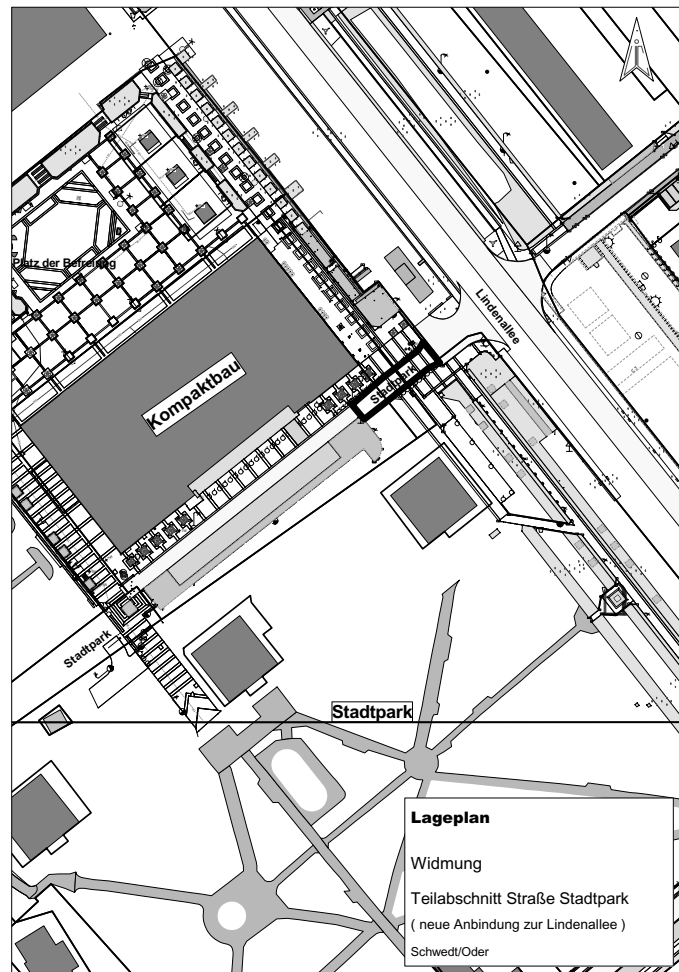 Platz der Befreiung
Lindenallee
Kompaktbau
Stadtpark
Stadtpark
Stadtpark
Lageplan
Widmung
Teilabschnitt Straße Stadtpark
( neue Anbindung zur Lindenallee )
Schwedt/Oder